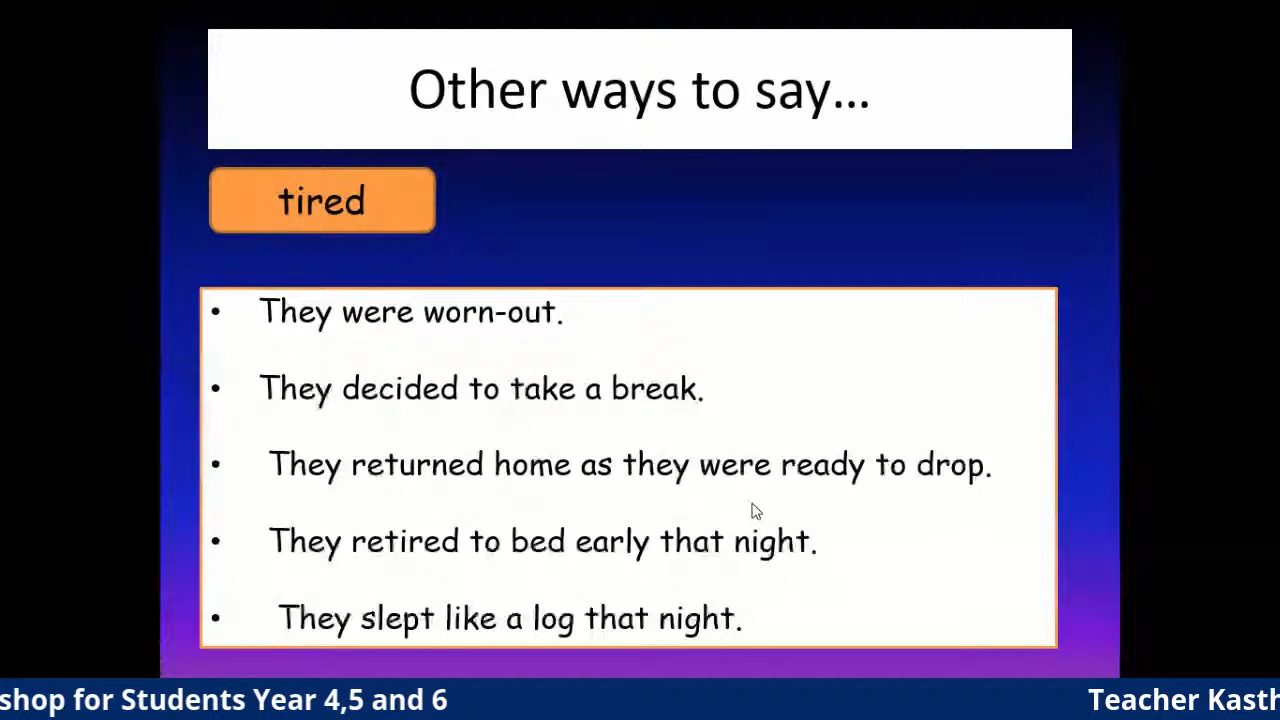 Other ways to say...
tired
• They were worn-out.
• They decided to take a break.
• They returned home as they were ready to drop.
• They retired to bed early that night.
• They slept like a log that night.
shop for Students Year 4,5 and 6
Teacher Kasth